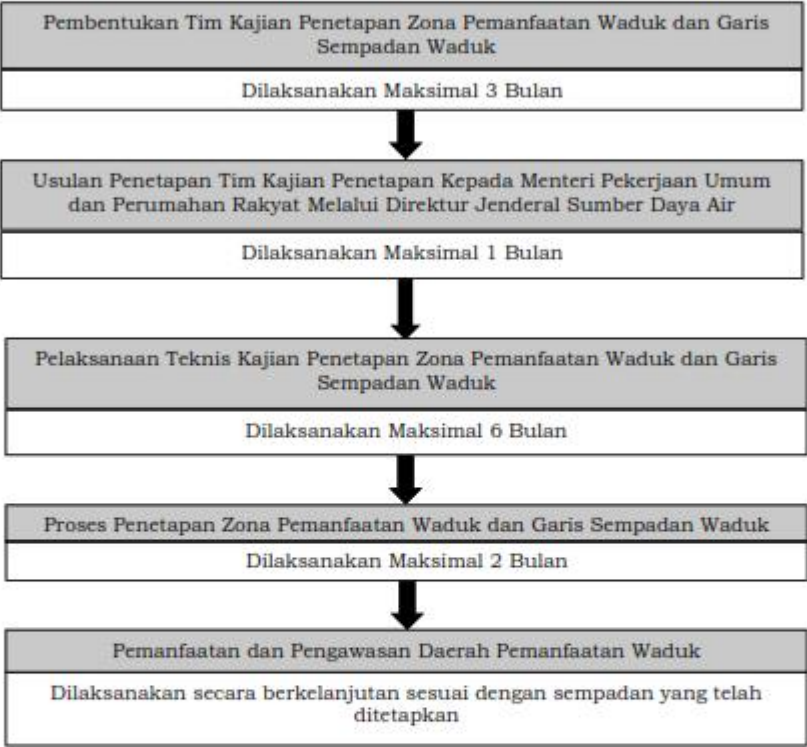 Pembentukan Tim Kajian Penetapan Zona Pemanfaatan Waduk dan Garis
Sempadan Waduk
Dilaksanakan Maksimal 3 Bulan
Usulan Penetapan Tim Kajian Penetapan Kepada Menteri Pekerjaan Umum
dan Perumahan Rakyat Melalui Direktur Jenderal Sumber Daya Air
Dilaksanakan Maksimal 1 Bulan
Pelaksanaan Teknis Kajian Penetapan Zona Pemanfaatan Waduk dan Garis
Sempadan Waduk
Dilaksanakan Maksimal 6 Bulan
Proses Penetapan Zona Pemanfaatan Waduk dan Garis Sempadan Waduk
Dilaksanakan Maksimal 2 Bulan
Pemanfaatan dan Pengawasan Daerah Pemanfaatan Waduk
Dilaksanakan secara berkelanjutan sesuai dengan sempadan yang telah
ditetapkan